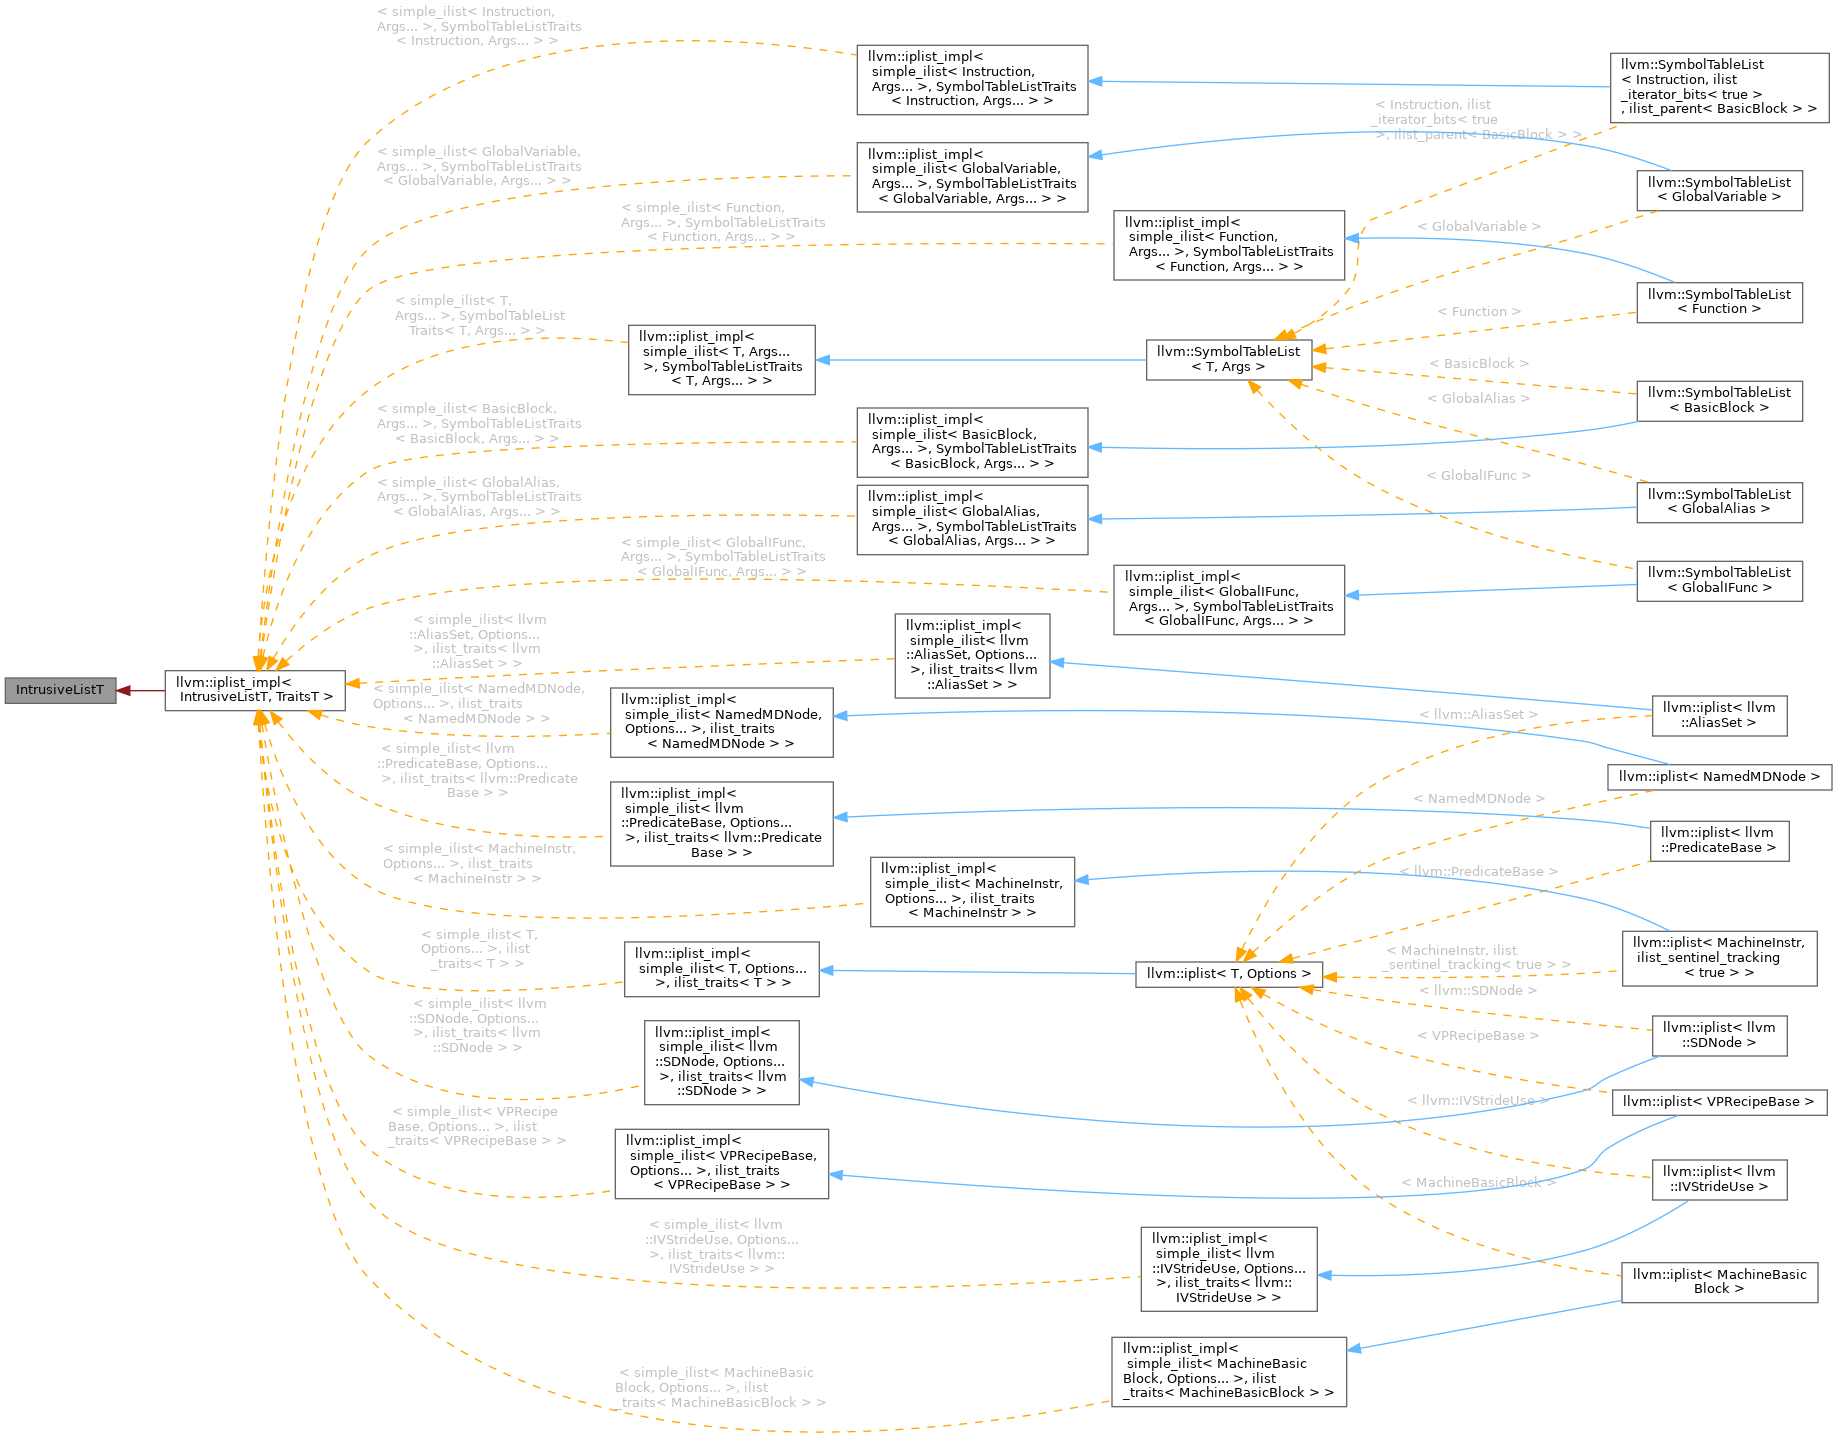 IntrusiveListT
llvm::iplist_impl<
IntrusiveListT, TraitsT >
< simple_ilist< Instruction,
Args... >, SymbolTableListTraits
< Instruction, Args... > >
< simple_ilist< GlobalVariable,
Args... >, SymbolTableListTraits
< GlobalVariable, Args... > >
< simple_ilist< Function,
Args... >, SymbolTableListTraits
< Function, Args... > >
< simple_ilist< T,
Args... >, SymbolTableList
Traits< T, Args... > >
< simple_ilist< BasicBlock,
Args... >, SymbolTableListTraits
< BasicBlock, Args... > >
< simple_ilist< GlobalAlias,
Args... >, SymbolTableListTraits
< GlobalAlias, Args... > >
< simple_ilist< GlobalIFunc,
Args... >, SymbolTableListTraits
< GlobalIFunc, Args... > >
< simple_ilist< llvm
::AliasSet, Options...
>, ilist_traits< llvm
::AliasSet > >
< simple_ilist< NamedMDNode,
Options... >, ilist_traits
< NamedMDNode > >
< simple_ilist< llvm
::PredicateBase, Options...
>, ilist_traits< llvm::Predicate
Base > >
< simple_ilist< MachineInstr,
Options... >, ilist_traits
< MachineInstr > >
< simple_ilist< T,
Options... >, ilist
_traits< T > >
< simple_ilist< llvm
::SDNode, Options...
>, ilist_traits< llvm
::SDNode > >
< simple_ilist< VPRecipe
Base, Options... >, ilist
_traits< VPRecipeBase > >
< simple_ilist< llvm
::IVStrideUse, Options...
>, ilist_traits< llvm::
IVStrideUse > >
< simple_ilist< MachineBasic
Block, Options... >, ilist
_traits< MachineBasicBlock > >
llvm::iplist_impl<
simple_ilist< Instruction,
Args... >, SymbolTableListTraits
< Instruction, Args... > >
llvm::iplist_impl<
simple_ilist< GlobalVariable,
Args... >, SymbolTableListTraits
< GlobalVariable, Args... > >
llvm::iplist_impl<
simple_ilist< Function,
Args... >, SymbolTableListTraits
< Function, Args... > >
llvm::iplist_impl<
simple_ilist< T, Args...
>, SymbolTableListTraits
< T, Args... > >
llvm::iplist_impl<
simple_ilist< BasicBlock,
Args... >, SymbolTableListTraits
< BasicBlock, Args... > >
llvm::iplist_impl<
simple_ilist< GlobalAlias,
Args... >, SymbolTableListTraits
< GlobalAlias, Args... > >
llvm::iplist_impl<
simple_ilist< GlobalIFunc,
Args... >, SymbolTableListTraits
< GlobalIFunc, Args... > >
llvm::iplist_impl<
simple_ilist< llvm
::AliasSet, Options...
>, ilist_traits< llvm
::AliasSet > >
llvm::iplist_impl<
simple_ilist< NamedMDNode,
Options... >, ilist_traits
< NamedMDNode > >
llvm::iplist_impl<
simple_ilist< llvm
::PredicateBase, Options...
>, ilist_traits< llvm::Predicate
Base > >
llvm::iplist_impl<
simple_ilist< MachineInstr,
Options... >, ilist_traits
< MachineInstr > >
llvm::iplist_impl<
simple_ilist< T, Options...
>, ilist_traits< T > >
llvm::iplist_impl<
simple_ilist< llvm
::SDNode, Options...
>, ilist_traits< llvm
::SDNode > >
llvm::iplist_impl<
simple_ilist< VPRecipeBase,
Options... >, ilist_traits
< VPRecipeBase > >
llvm::iplist_impl<
simple_ilist< llvm
::IVStrideUse, Options...
>, ilist_traits< llvm::
IVStrideUse > >
llvm::iplist_impl<
simple_ilist< MachineBasic
Block, Options... >, ilist
_traits< MachineBasicBlock > >
llvm::SymbolTableList
< T, Args >
llvm::iplist< T, Options >
< Instruction, ilist
_iterator_bits< true
>, ilist_parent< BasicBlock > >
< GlobalVariable >
< Function >
< BasicBlock >
< GlobalAlias >
< GlobalIFunc >
< llvm::AliasSet >
< NamedMDNode >
< llvm::PredicateBase >
< MachineInstr, ilist
_sentinel_tracking< true > >
< llvm::SDNode >
< VPRecipeBase >
< llvm::IVStrideUse >
< MachineBasicBlock >
llvm::SymbolTableList
< Instruction, ilist
_iterator_bits< true >
, ilist_parent< BasicBlock > >
llvm::SymbolTableList
< GlobalVariable >
llvm::SymbolTableList
< Function >
llvm::SymbolTableList
< BasicBlock >
llvm::SymbolTableList
< GlobalAlias >
llvm::SymbolTableList
< GlobalIFunc >
llvm::iplist< llvm
::AliasSet >
llvm::iplist< NamedMDNode >
llvm::iplist< llvm
::PredicateBase >
llvm::iplist< MachineInstr,
ilist_sentinel_tracking
< true > >
llvm::iplist< llvm
::SDNode >
llvm::iplist< VPRecipeBase >
llvm::iplist< llvm
::IVStrideUse >
llvm::iplist< MachineBasic
Block >